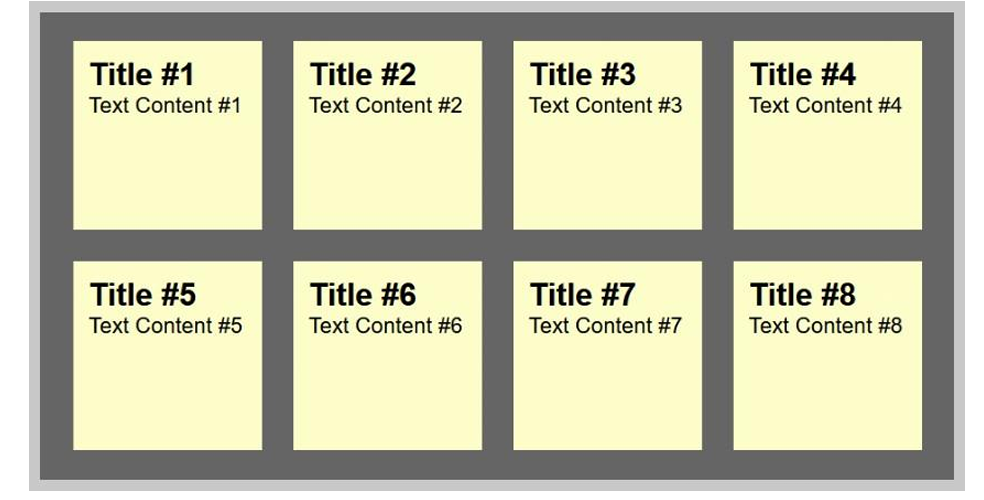 Title #1
Text Content #1
Title #2
Text Content #2
Title #3
Text Content #3
Title #4
Text Content #4
Title #5
Text Content #5
Title #6
Text Content #6
Title #7
Text Content #7
Title #8
Text Content #8